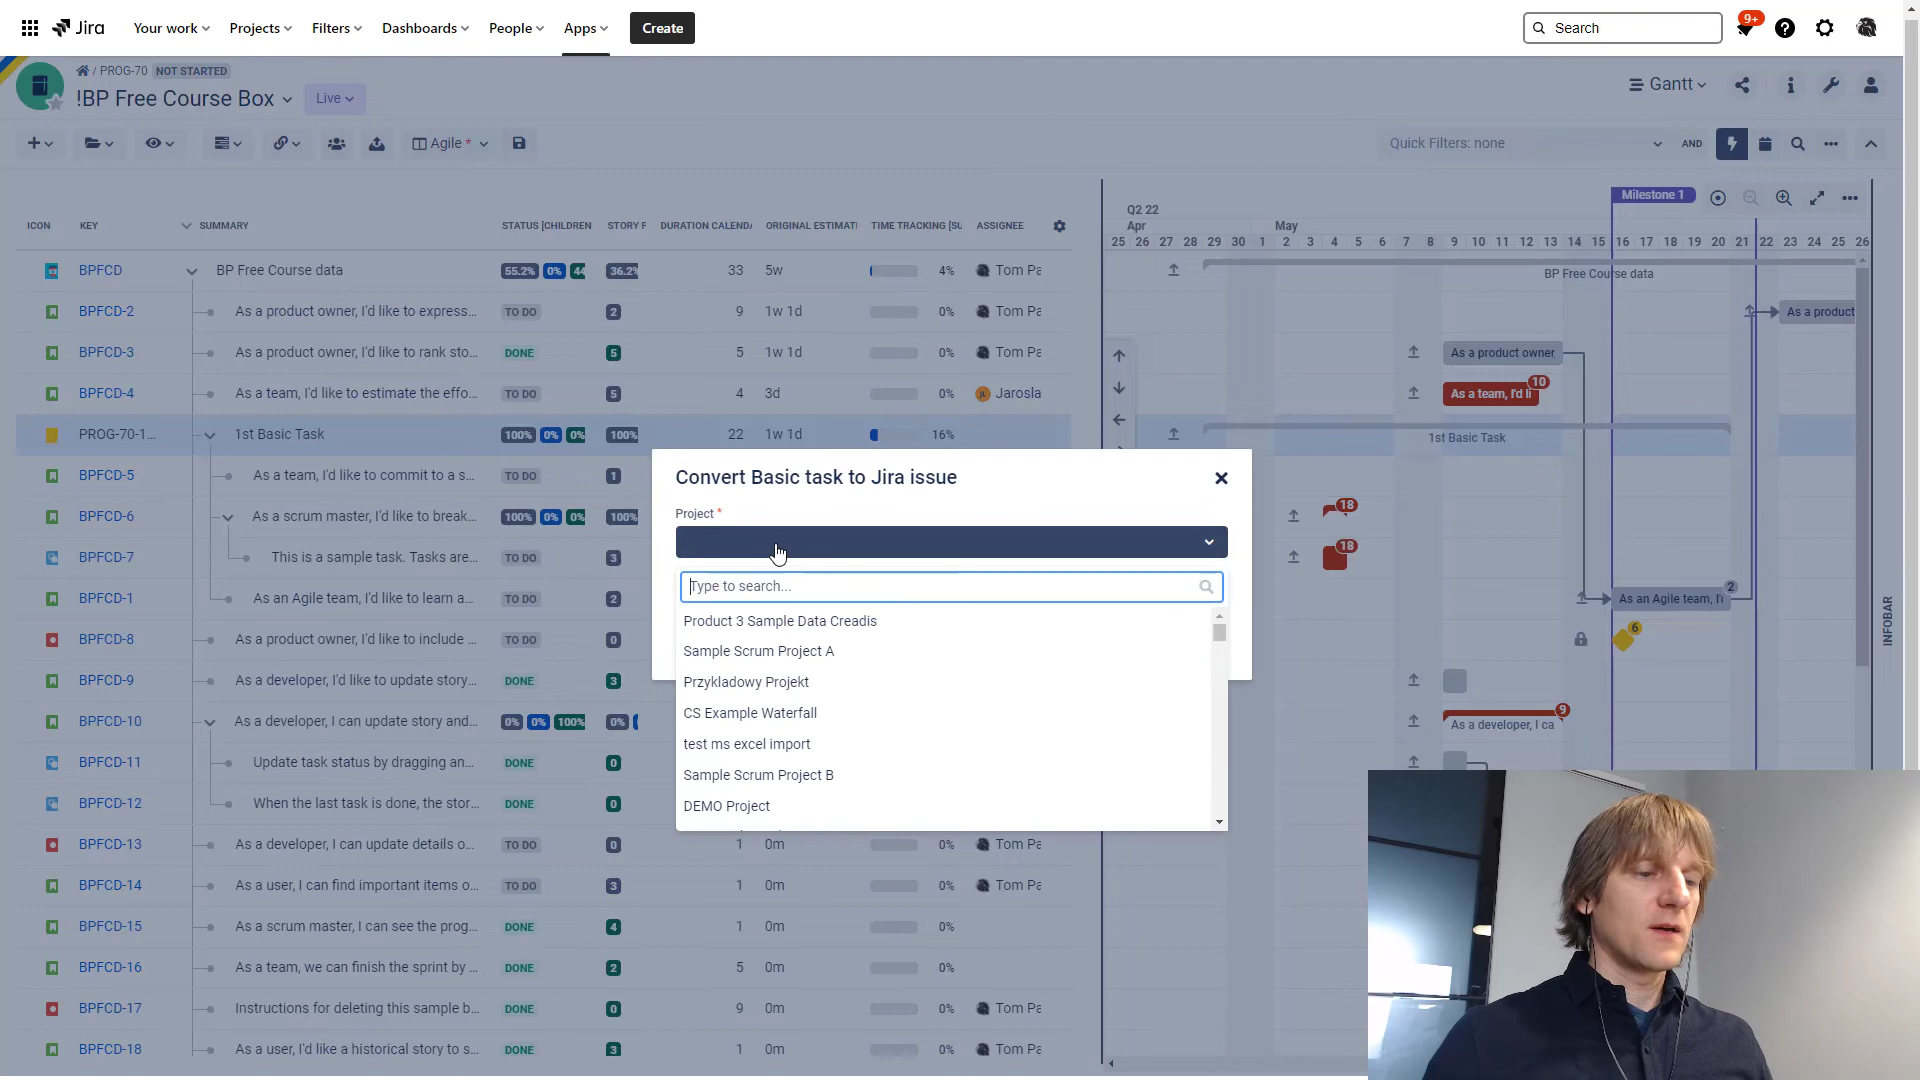 Jira Your work Projects Filters Dashboards People Apps Create Search 9+
/ PROG-70 NOT STARTED
!BP Free Course Box Live Gantt
Agile * Quick Filters: none AND
Milestone 1
Q2 22
Apr May
ICON KEY SUMMARY STATUS [CHILDREN STORY DURATION CALENDA ORIGINAL ESTIMAT TIME TRACKING [SU ASSIGNEE
25 26 27 28 29 30 1 2 3 4 5 6 7 8 9 10 11 12 13 14 15 16 17 18 19 20 21 22 23 24 25 26
BPFCD BP Free Course data 55.2% 0% 44 36.2% 33 5w 4% Tom Pa BP Free Course data
BPFCD-2 As a product owner, I'd like to express... TO DO 2 9 1w 1d 0% Tom Pa As a product
BPFCD-3 As a product owner, I'd like to rank sto... DONE 5 5 1w 1d 0% Tom Pa As a product owner,
BPFCD-4 As a team, I'd like to estimate the effo... TO DO 5 4 3d 0% Jarosla As a team, I'd li 10
PROG-70-1... 1st Basic Task 100% 0% 0% 100% 22 1w 1d 16% 1st Basic Task
BPFCD-5 As a team, I'd like to commit to a s... TO DO 1
BPFCD-6 As a scrum master, I'd like to break... 100% 0% 0% 100% 18
BPFCD-7 This is a sample task. Tasks are... TO DO 3 18
BPFCD-1 As an Agile team, I'd like to learn a... TO DO 2 As an Agile team, I' 2
BPFCD-8 As a product owner, I'd like to include ... TO DO 0 6
BPFCD-9 As a developer, I'd like to update story... DONE 3
BPFCD-10 As a developer, I can update story and... 0% 0% 100% 0% As a developer, I ca 9
BPFCD-11 Update task status by dragging an... DONE 0
BPFCD-12 When the last task is done, the stor... DONE 0
BPFCD-13 As a developer, I can update details o... TO DO 0 1 0m 0% Tom Pa
BPFCD-14 As a user, I can find important items o... TO DO 3 1 0m 0% Tom Pa
BPFCD-15 As a scrum master, I can see the prog... DONE 4 1 0m 0%
BPFCD-16 As a team, we can finish the sprint by ... DONE 2 5 0m 0%
BPFCD-17 Instructions for deleting this sample b... DONE 0 9 0m 0% Tom Pa
BPFCD-18 As a user, I'd like a historical story to s... DONE 3 1 0m 0% Tom Pa
Convert Basic task to Jira issue
Project *
Type to search...
Product 3 Sample Data Creadis
Sample Scrum Project A
Przykladowy Projekt
CS Example Waterfall
test ms excel import
Sample Scrum Project B
DEMO Project
INFOBAR